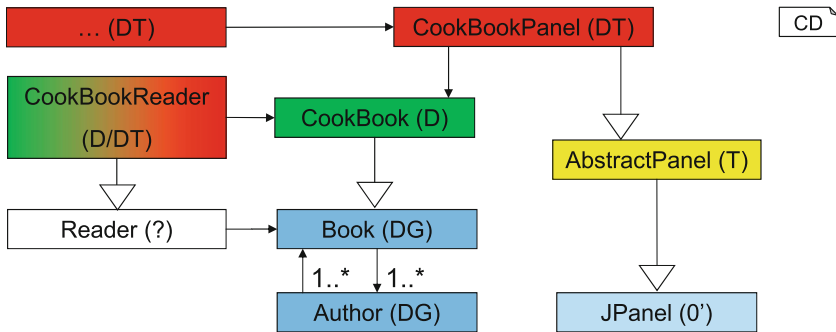 … (DT)
CookBookPanel (DT)
CD
CookBookReader
(D/DT)
CookBook (D)
AbstractPanel (T)
Reader (?)
Book (DG)
1..*
1..*
Author (DG)
JPanel (0')